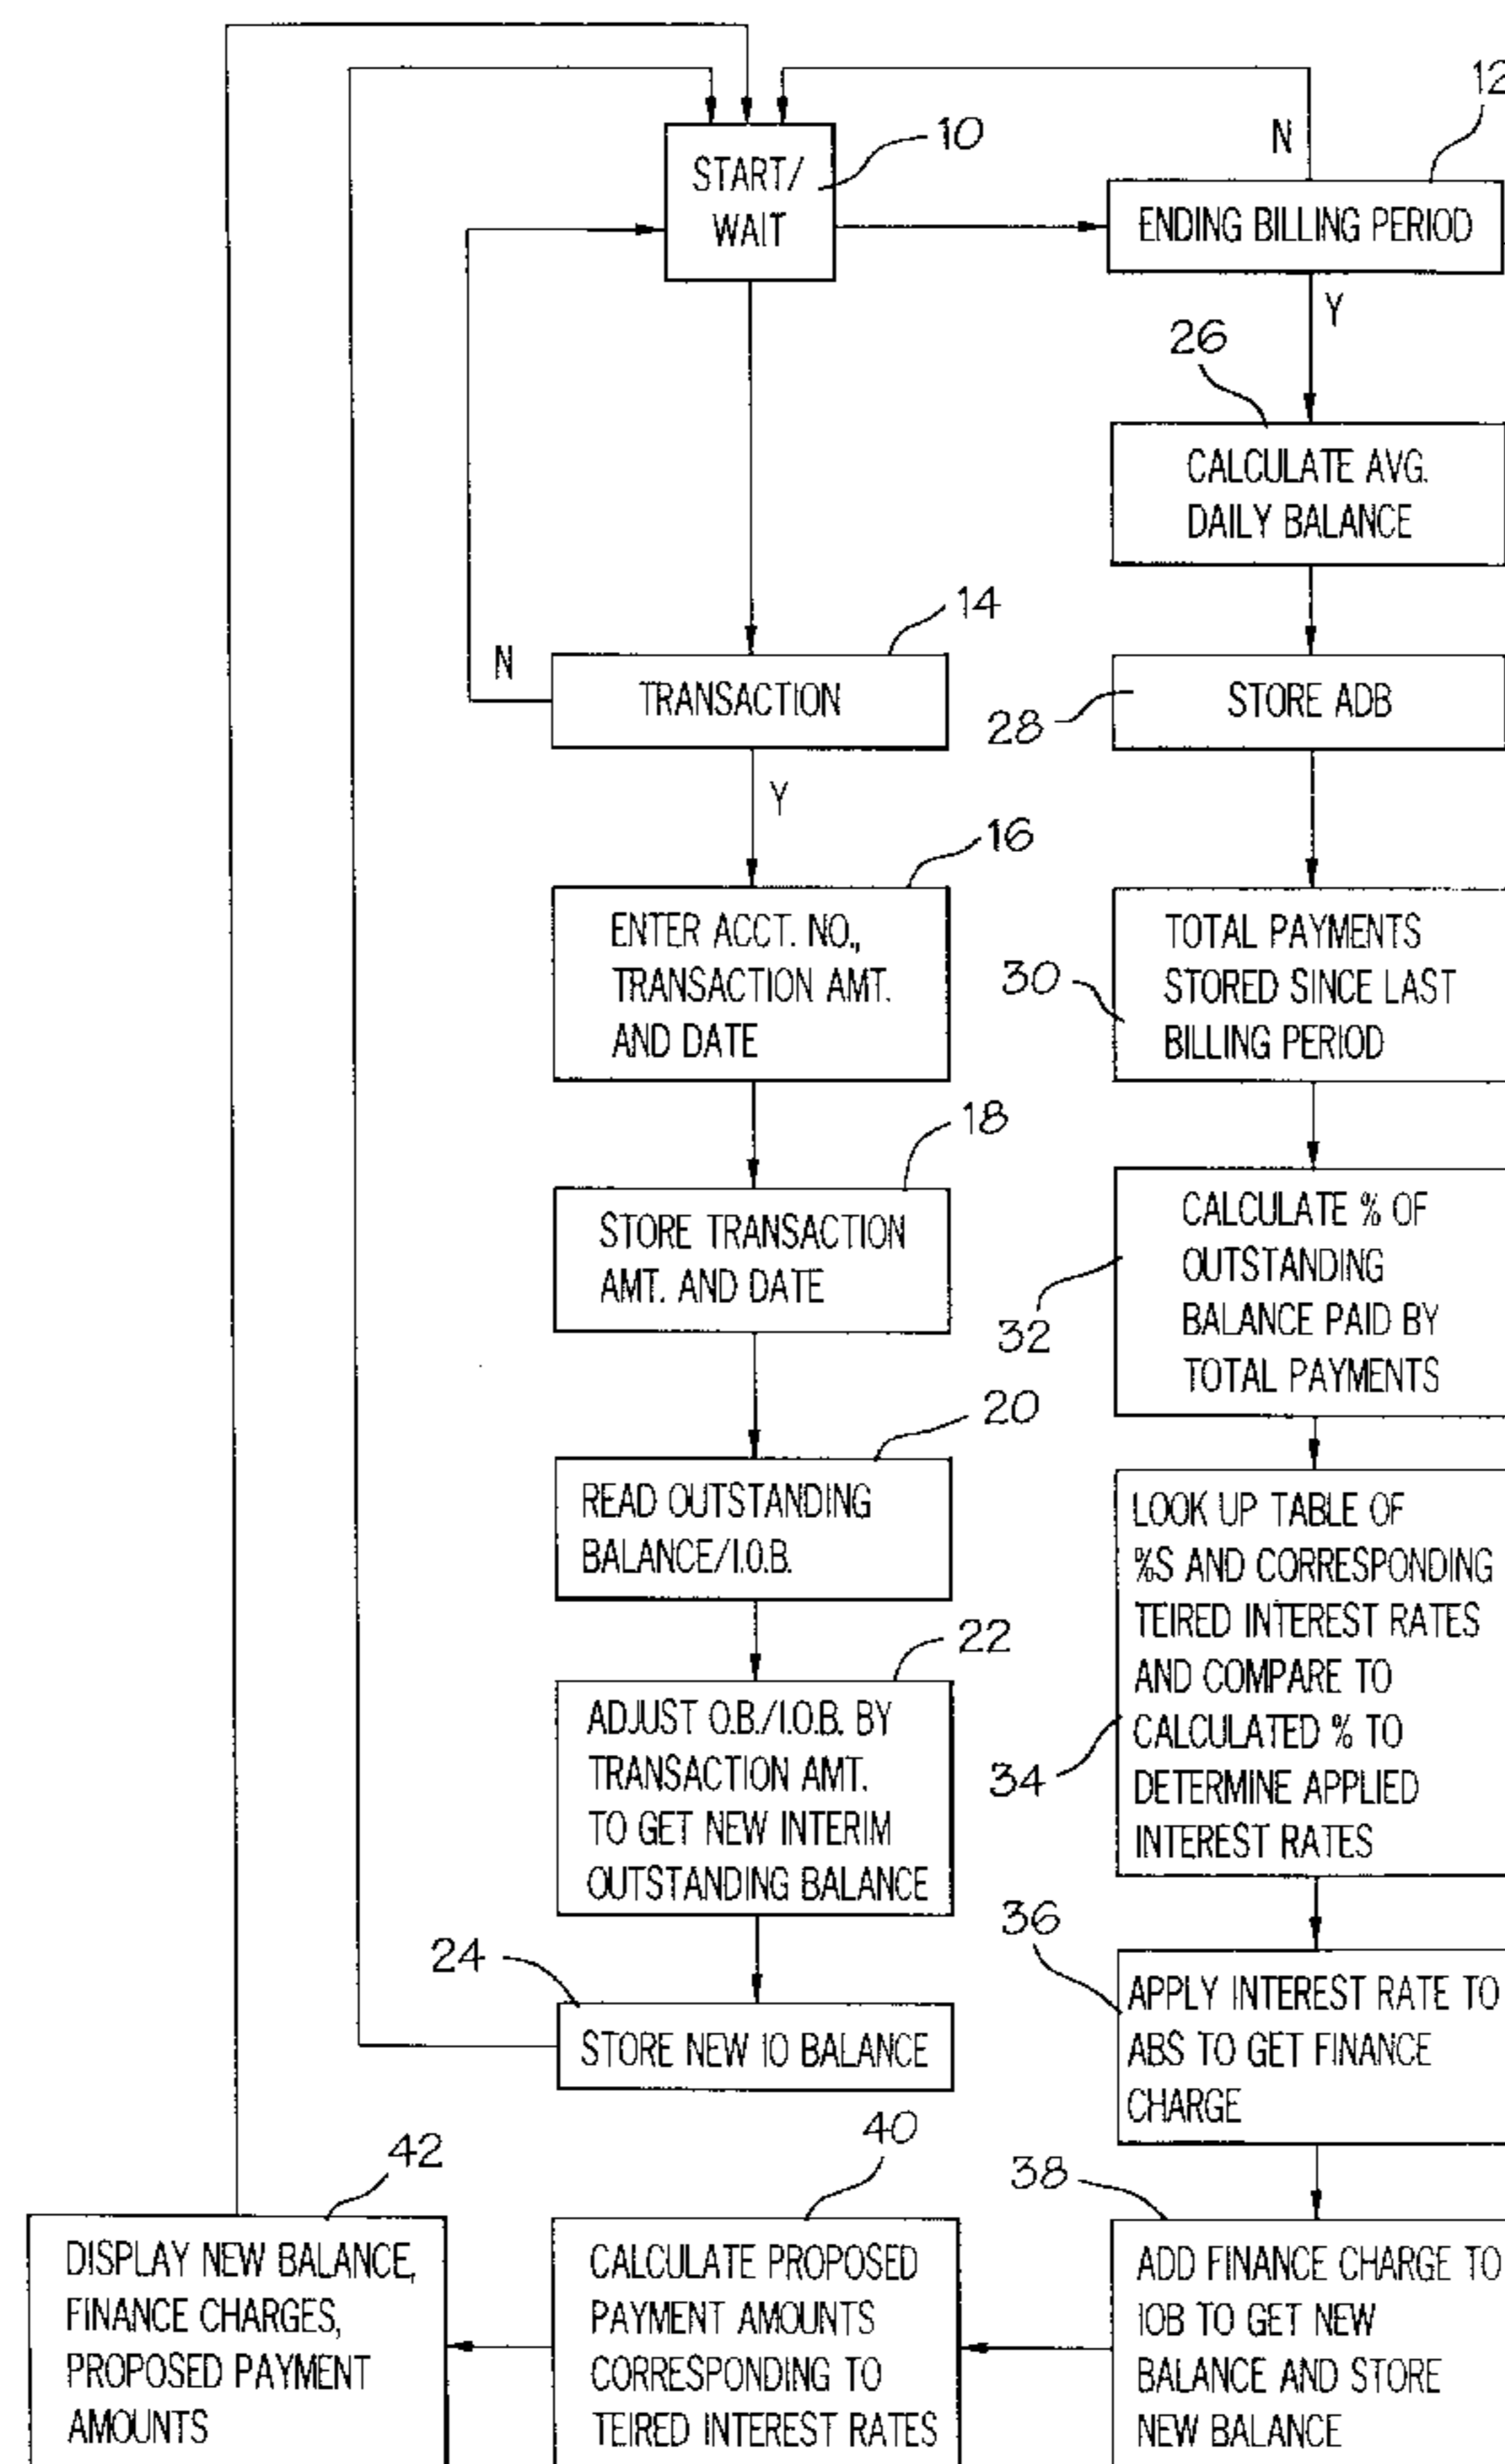 12
10
N
START/
WAIT
ENDING BILLING PERIOD
Y
26
CALCULATE AVG.
DAILY BALANCE
14
N
TRANSACTION
28
STORE ADB
Y
16
ENTER ACCT. NO.,
TRANSACTION AMT.
AND DATE
30
TOTAL PAYMENTS
STORED SINCE LAST
BILLING PERIOD
18
STORE TRANSACTION
AMT. AND DATE
32
CALCULATE % OF
OUTSTANDING
BALANCE PAID BY
TOTAL PAYMENTS
20
READ OUTSTANDING
BALANCE/I.O.B.
34
LOOK UP TABLE OF
%S AND CORRESPONDING
TEIRED INTEREST RATES
AND COMPARE TO
CALCULATED % TO
DETERMINE APPLIED
INTEREST RATES
22
ADJUST O.B./I.O.B. BY
TRANSACTION AMT.
TO GET NEW INTERIM
OUTSTANDING BALANCE
24
STORE NEW IO BALANCE
36
APPLY INTEREST RATE TO
ABS TO GET FINANCE
CHARGE
38
ADD FINANCE CHARGE TO
IOB TO GET NEW
BALANCE AND STORE
NEW BALANCE
40
CALCULATE PROPOSED
PAYMENT AMOUNTS
CORRESPONDING TO
TEIRED INTEREST RATES
42
DISPLAY NEW BALANCE,
FINANCE CHARGES,
PROPOSED PAYMENT
AMOUNTS